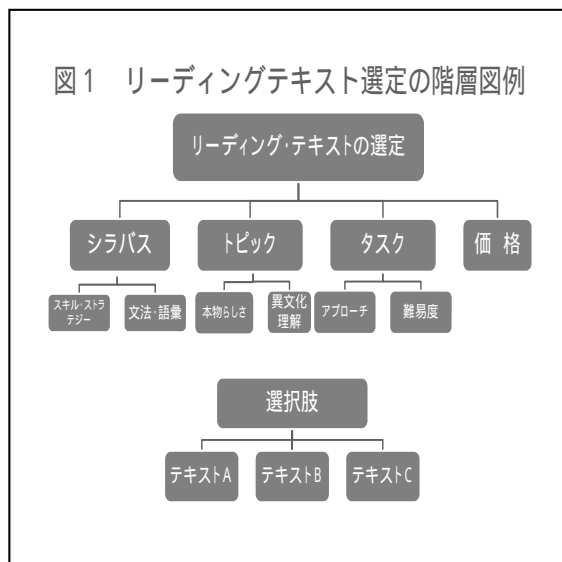 図１　リーディングテキスト選定の階層図例
リーディング・テキストの選定
シラバス
トピック
タスク
価 格
スキル・ストラ
テジー
文法・語彙
本物らしさ
異文化
理解
アプローチ
難易度
選択肢
テキストA
テキストB
テキストC